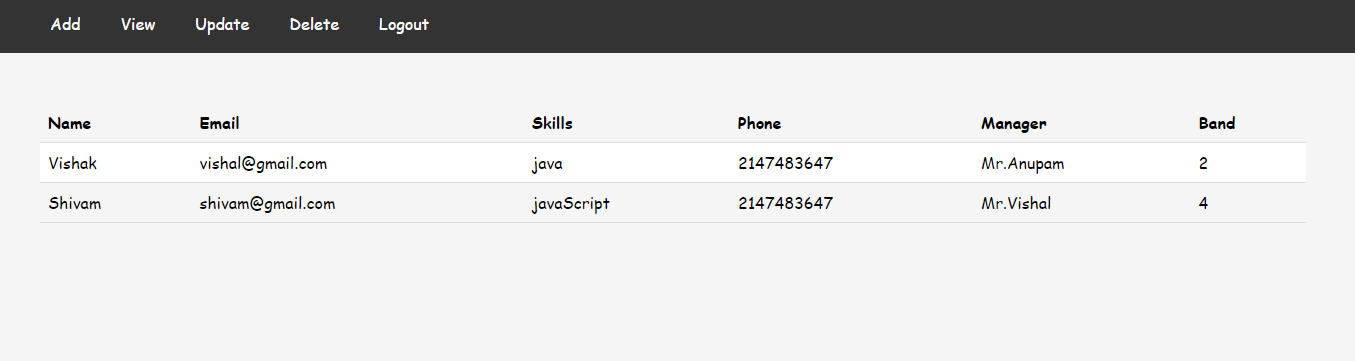 Add View Update Delete Logout
Name Email Skills Phone Manager Band
Vishak vishal@gmail.com java 2147483647 Mr.Anupam 2
Shivam shivam@gmail.com javaScript 2147483647 Mr.Vishal 4